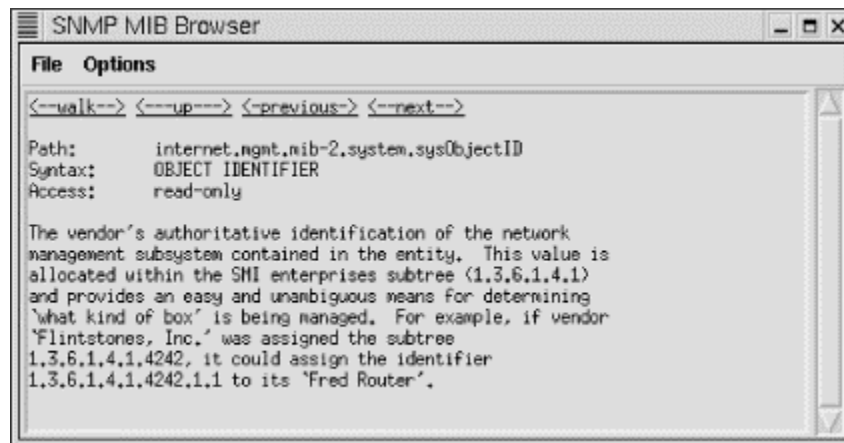 SNMP MIB Browser
File Options
<--walk--> <---up---> <-previous-> <--next-->
Path: internet.mgmt.mib-2.system.sysObjectID
Syntax: OBJECT IDENTIFIER
Access: read-only
The vendor's authoritative identification of the network
management subsystem contained in the entity. This value is
allocated within the SMI enterprises subtree (1.3.6.1.4.1)
and provides an easy and unambiguous means for determining
`what kind of box' is being managed. For example, if vendor
`Flintstones, Inc.' was assigned the subtree
1.3.6.1.4.1.4242, it could assign the identifier
1.3.6.1.4.1.4242.1.1 to its `Fred Router'.